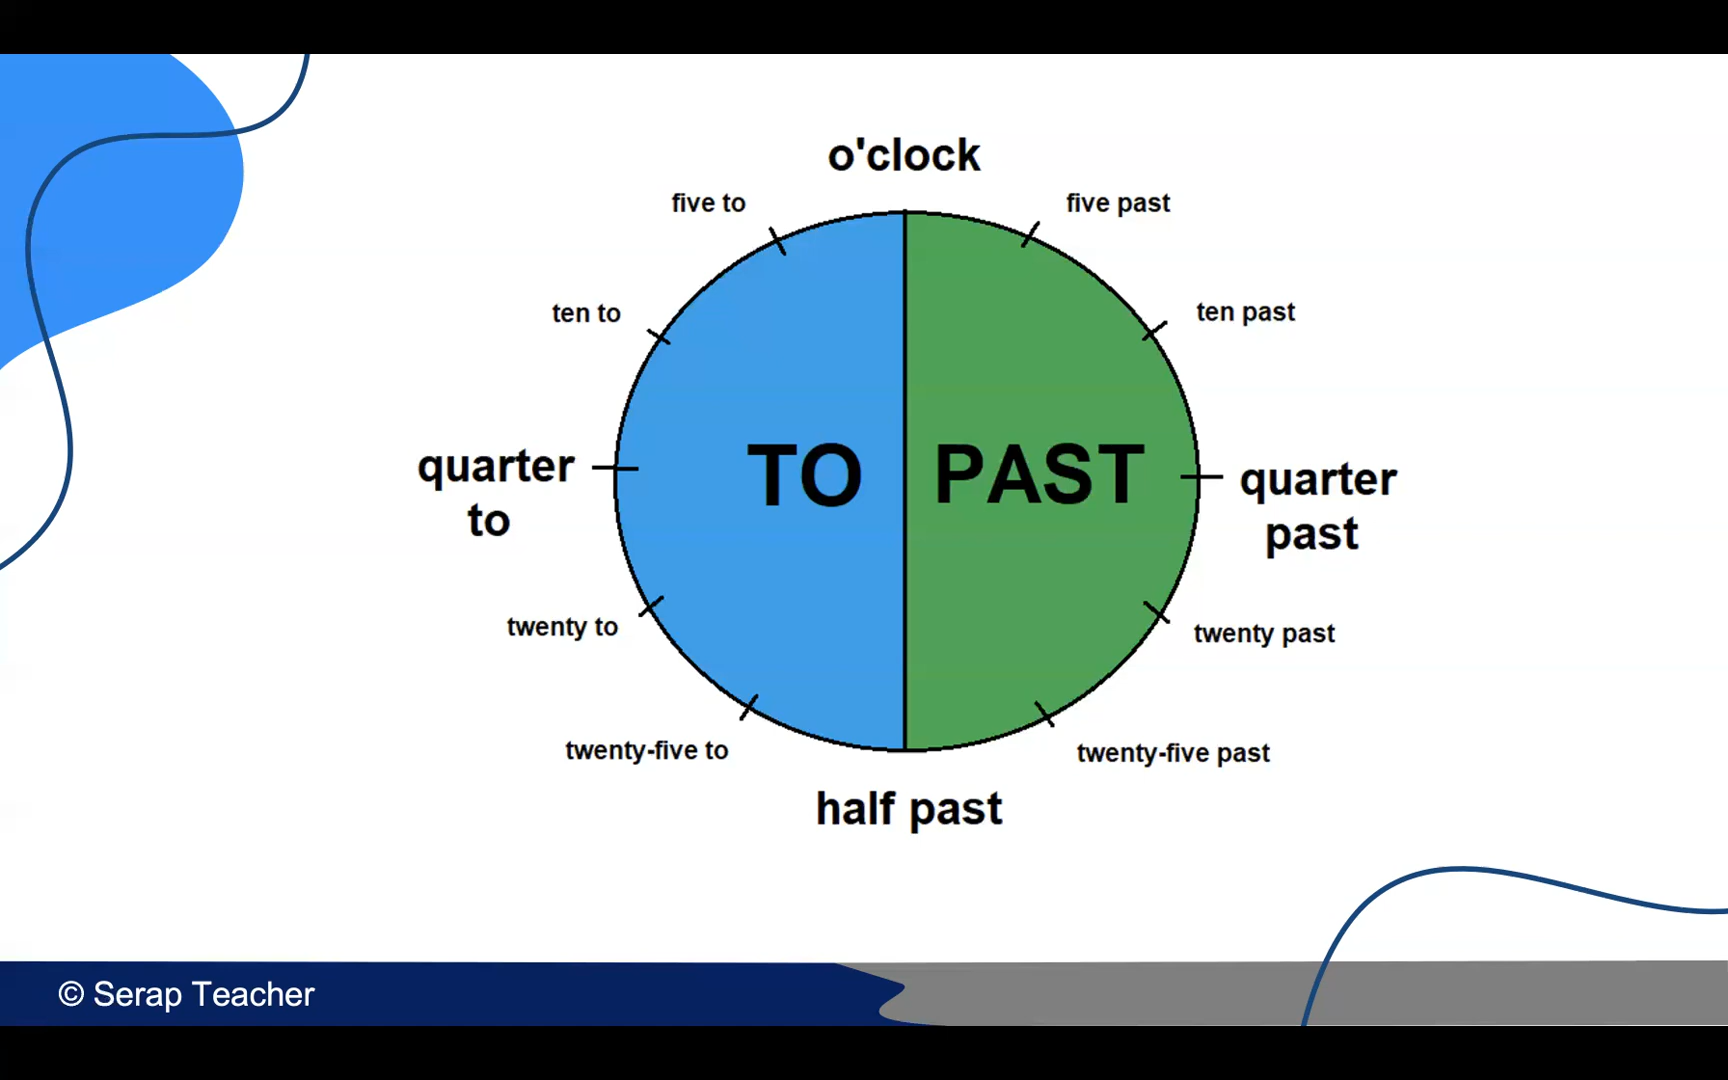 o'clock
five to
five past
ten to
ten past
TO
PAST
quarter
to
quarter
past
twenty to
twenty past
twenty-five to
twenty-five past
half past
© Serap Teacher